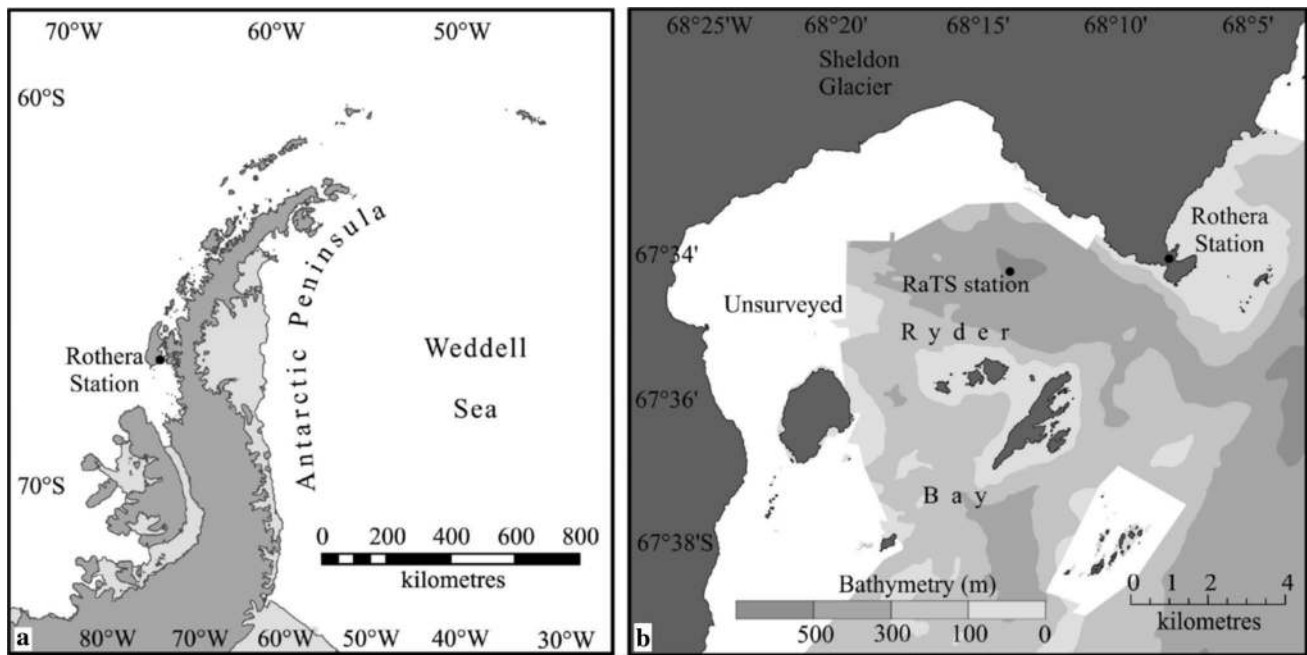 70°W 60°W 50°W
60°S
Antarctic Peninsula
Rothera
Station
Weddell
Sea
70°S
0 200 400 600 800
kilometres
a
80°W 70°W 60°W 50°W 40°W 30°W
68°25'W 68°20' 68°15' 68°10' 68°5'
Sheldon
Glacier
Rothera
Station
67°34'
RaTS station
Unsurveyed
Ryder
67°36'
Bay
67°38'S
Bathymetry (m)
500 300 100 0
0 1 2 4
kilometres
b